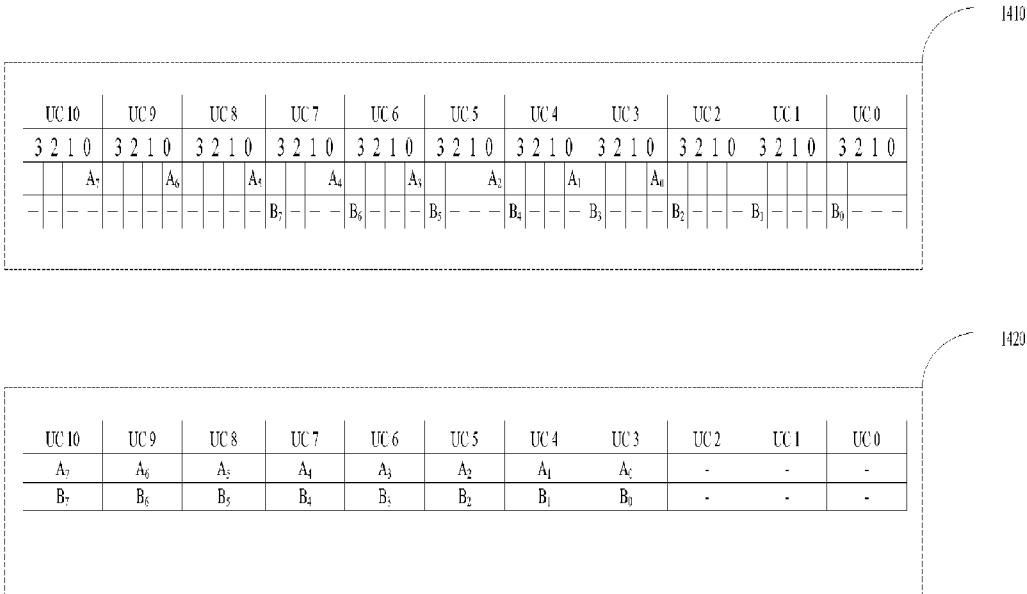 1410
UC 10 UC 9 UC 8 UC 7 UC 6 UC 5 UC 4 UC 3 UC 2 UC 1 UC 0
3 2 1 0 3 2 1 0 3 2 1 0 3 2 1 0 3 2 1 0 3 2 1 0 3 2 1 0 3 2 1 0 3 2 1 0 3 2 1 0 3 2 1 0
A₇ A₆ A₅ A₄ A₃ A₂ A₁ A₀
– – – – – – – – – – – – B₇ – – – B₆ – – – B₅ – – – B₄ – – – B₃ – – – B₂ – – – B₁ – – – B₀ – – –
1420
UC 10 UC 9 UC 8 UC 7 UC 6 UC 5 UC 4 UC 3 UC 2 UC 1 UC 0
A₇ A₆ A₅ A₄ A₃ A₂ A₁ A₀ - - -
B₇ B₆ B₅ B₄ B₃ B₂ B₁ B₀ - - -